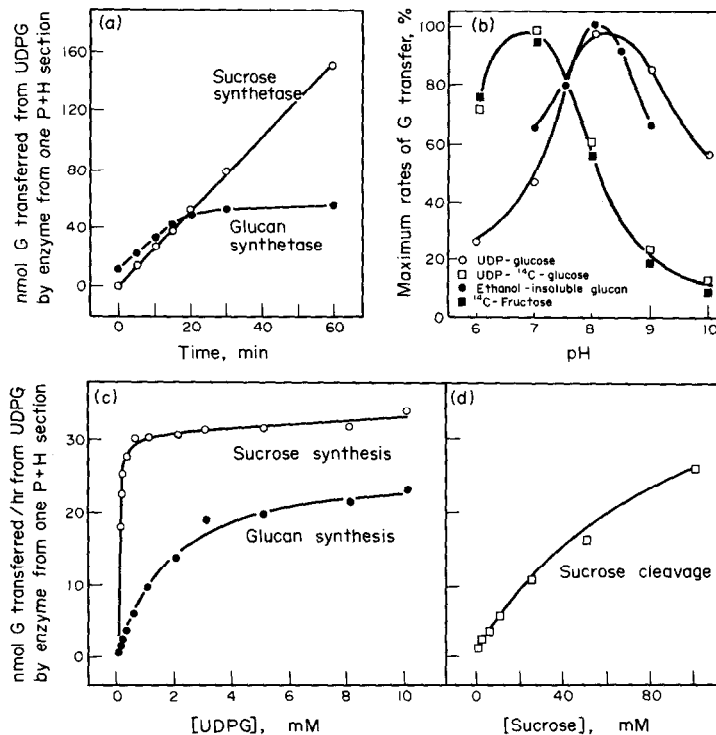 (a)
nmol G transferred from UDPG
by enzyme from one P+H section
160
120
80
40
0
Sucrose
synthetase
Glucan
synthetase
0 20 40 60
Time, min
(b)
Maximum rates of G transfer, %
100
80
60
40
20
0
UDP-glucose
UDP-¹⁴C-glucose
Ethanol-insoluble glucan
¹⁴C-Fructose
6 7 8 9 10
pH
(c)
nmol G transferred/hr from UDPG
by enzyme from one P+H section
30
20
10
0
Sucrose synthesis
Glucan synthesis
0 2 4 6 8 10
[UDPG], mM
(d)
Sucrose cleavage
0 40 80
[Sucrose], mM